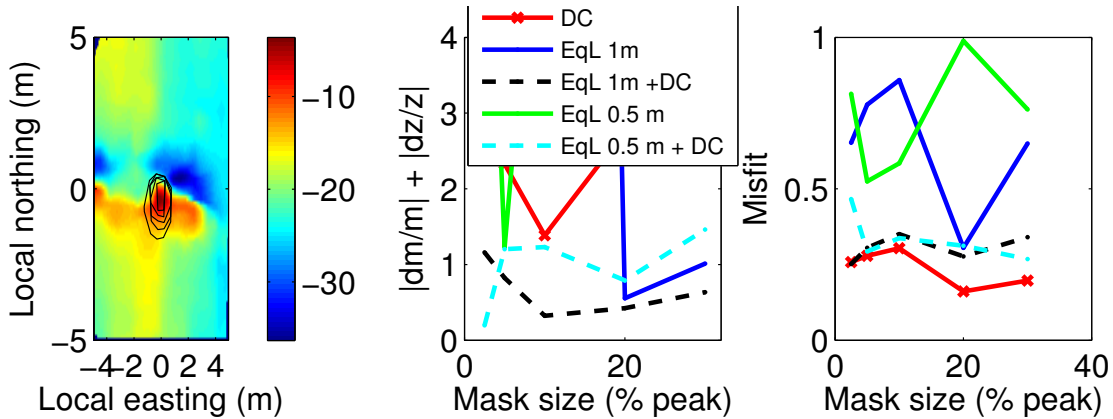 5
0
-5
Local northing (m)
-4 -2 0 2 4
Local easting (m)
-10
-20
-30
DC
EqL 1m
EqL 1m +DC
EqL 0.5 m
EqL 0.5 m + DC
4
3
2
1
0
|dm/m| + |dz/z|
0 20
Mask size (% peak)
1
0.5
0
Misfit
0 20 40
Mask size (% peak)